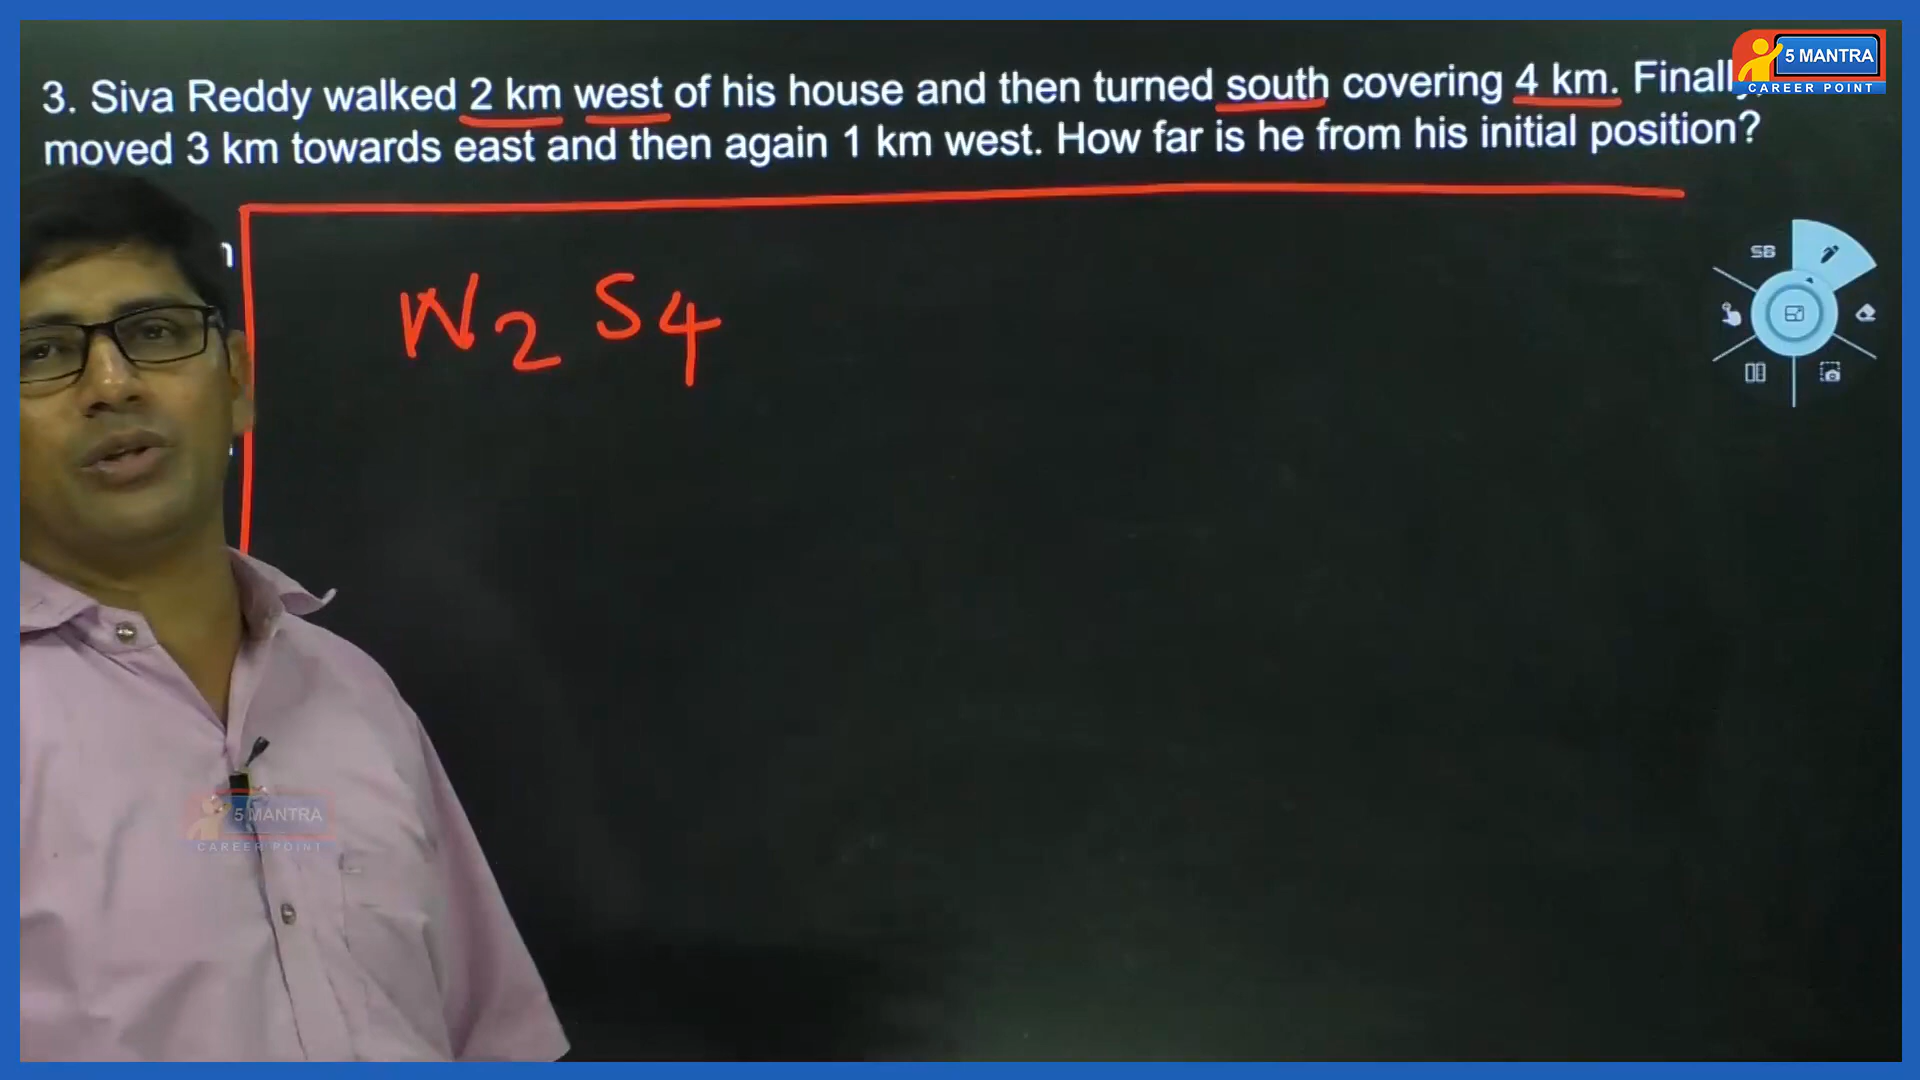 3. Siva Reddy walked 2 km west of his house and then turned south covering 4 km.
moved 3 km towards east and then again 1 km west. How far is he from his initial position?
5 MANTRA
CAREER POINT
W2 S4
SB
5 MANTRA
CAREER POINT